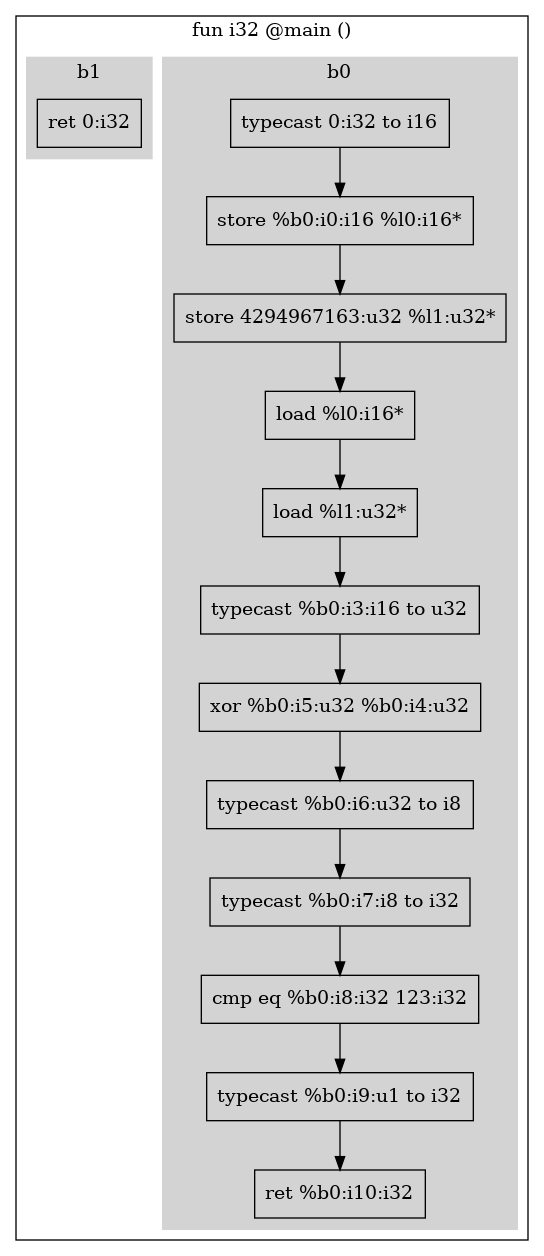 fun i32 @main ()
b1
ret 0:i32
b0
typecast 0:i32 to i16
store %b0:i0:i16 %l0:i16*
store 4294967163:u32 %l1:u32*
load %l0:i16*
load %l1:u32*
typecast %b0:i3:i16 to u32
xor %b0:i5:u32 %b0:i4:u32
typecast %b0:i6:u32 to i8
typecast %b0:i7:i8 to i32
cmp eq %b0:i8:i32 123:i32
typecast %b0:i9:u1 to i32
ret %b0:i10:i32